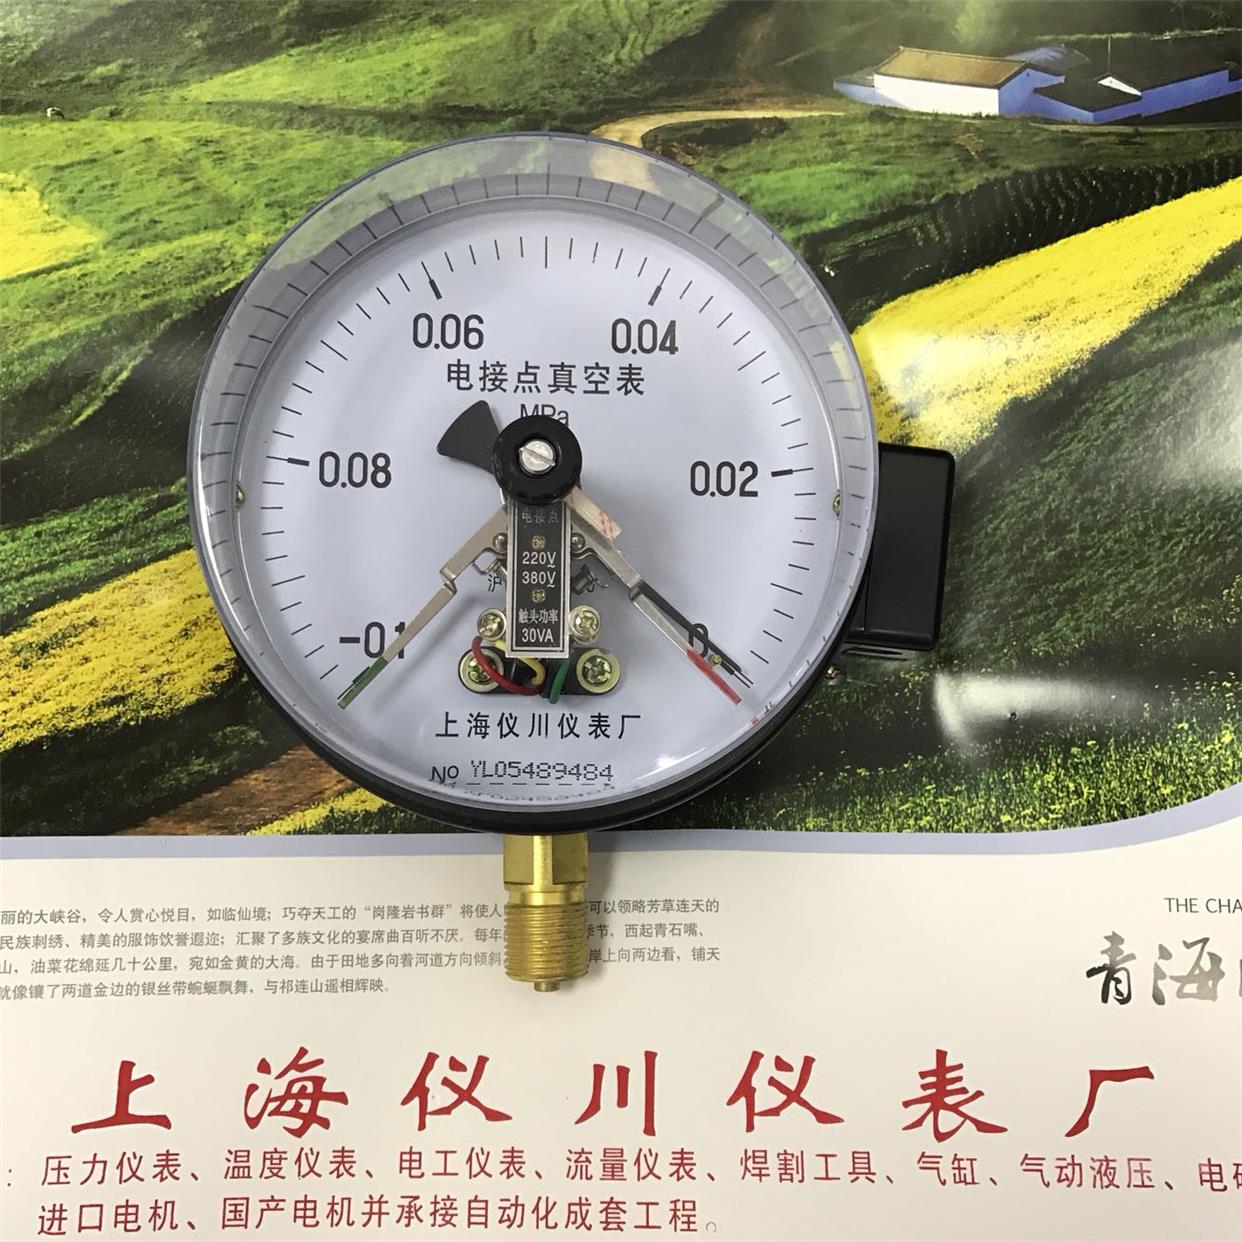 0.06
0.04
电接点真空表
MPa
0.08
0.02
电接点
220V
380V
沪
触头功率
30VA
-0.1
0
上海仪川仪表厂
No YL05489484
丽的大峡谷，令人赏心悦目，如临仙境；巧夺天工的“岗隆岩书群”将使人 可以领略芳草连天的
民族刺绣、精美的服饰饮誉遐迩；汇聚了多族文化的宴席曲百听不厌。每年 季节，西起青石嘴、
山，油菜花绵延几十公里，宛如金黄的大海。由于田地多向着河道方向倾斜 岸上向两边看，铺天
就像镶了两道金边的银丝带蜿蜒飘舞，与祁连山遥相辉映。
THE CHA
青海
上海仪川仪表厂
：压力仪表、温度仪表、电工仪表、流量仪表、焊割工具、气缸、气动液压、电磁
进口电机、国产电机并承接自动化成套工程。